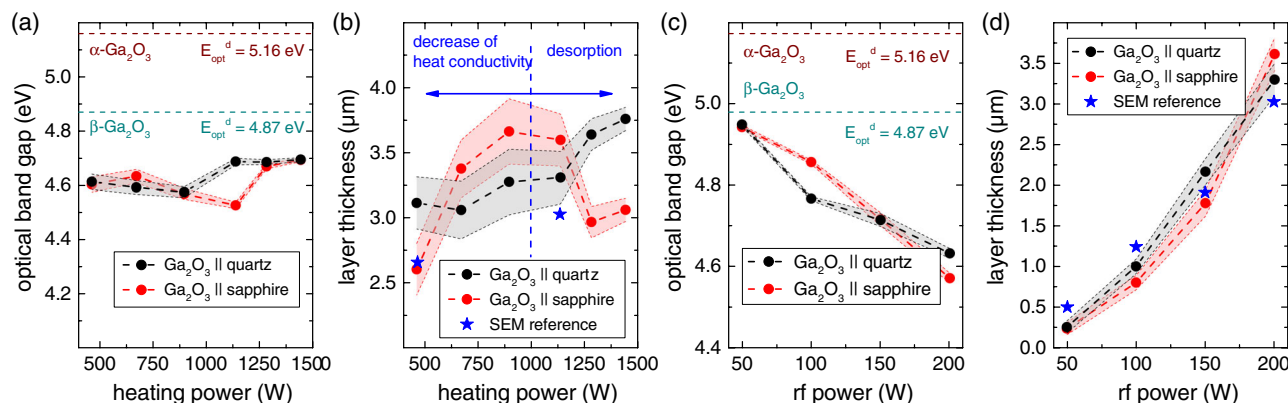 (a)
optical band gap (eV)
5.0
4.8
4.6
4.4
4.2
α-Ga₂O₃ E_opt^d = 5.16 eV
β-Ga₂O₃ E_opt^d = 4.87 eV
Ga₂O₃ || quartz
Ga₂O₃ || sapphire
500 750 1000 1250 1500
heating power (W)
(b)
layer thickness (µm)
4.5
4.0
3.5
3.0
2.5
decrease of
heat conductivity
desorption
Ga₂O₃ || quartz
Ga₂O₃ || sapphire
SEM reference
500 750 1000 1250 1500
heating power (W)
(c)
optical band gap (eV)
5.0
4.8
4.6
4.4
α-Ga₂O₃ E_opt^d = 5.16 eV
β-Ga₂O₃
E_opt^d = 4.87 eV
Ga₂O₃ || quartz
Ga₂O₃ || sapphire
50 100 150 200
rf power (W)
(d)
layer thickness (µm)
3.5
3.0
2.5
2.0
1.5
1.0
0.5
0.0
Ga₂O₃ || quartz
Ga₂O₃ || sapphire
SEM reference
50 100 150 200
rf power (W)